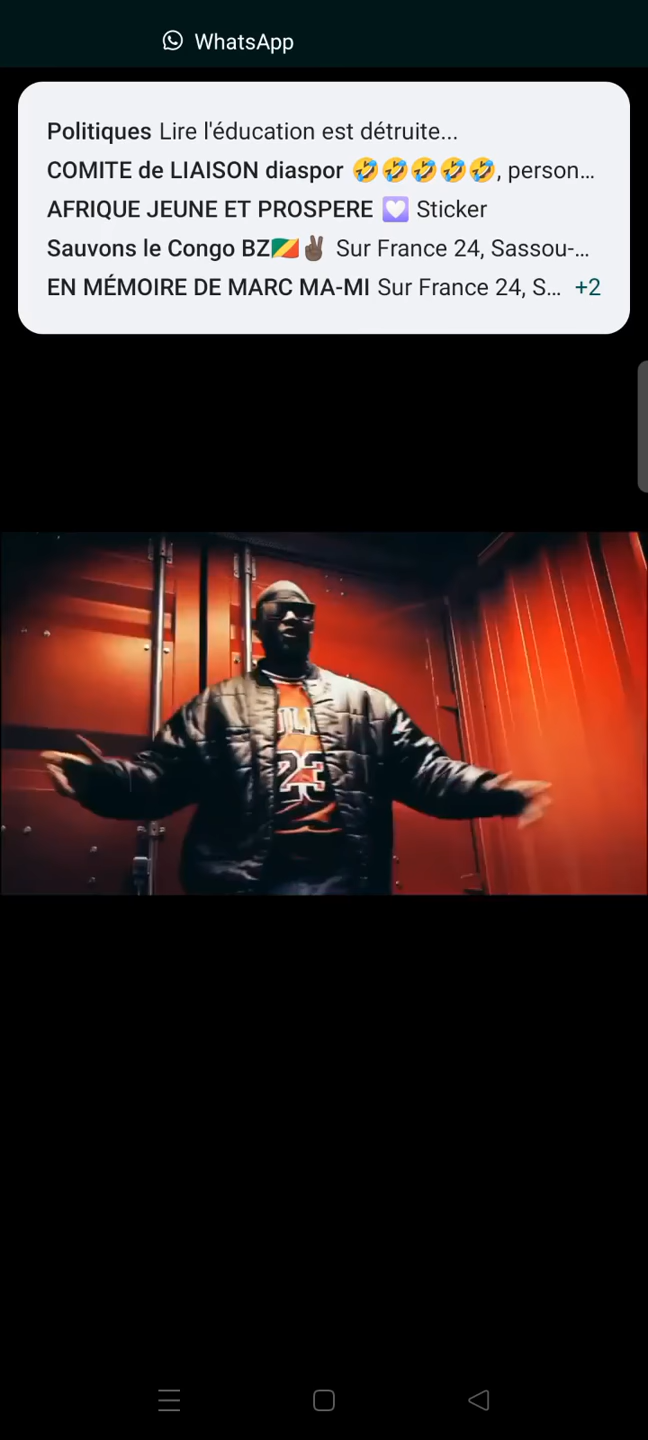 WhatsApp
Politiques Lire l'éducation est détruite...
COMITE de LIAISON diaspor 🤣🤣🤣🤣🤣, person...
AFRIQUE JEUNE ET PROSPERE 💟 Sticker
Sauvons le Congo BZ🇨🇬✌🏿 Sur France 24, Sassou-...
EN MÉMOIRE DE MARC MA-MI Sur France 24, S... +2
23